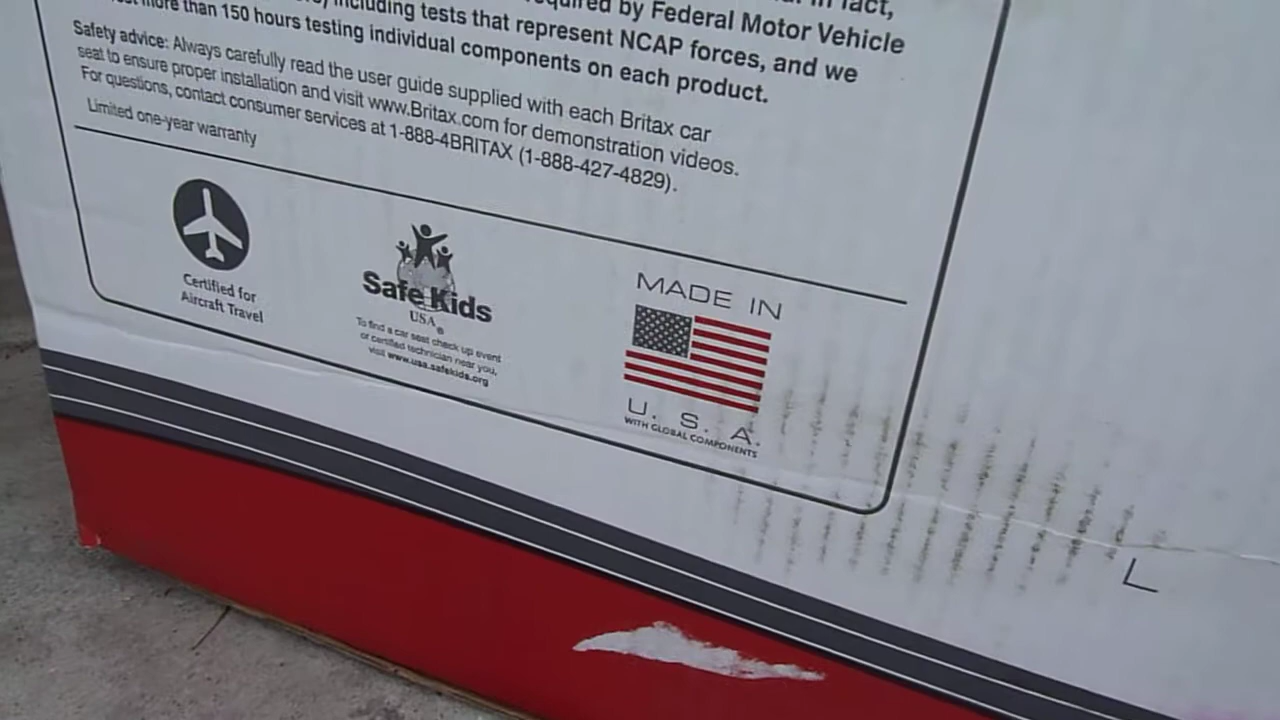 In fact,
required by Federal Motor Vehicle
including tests that represent NCAP forces, and we
more than 150 hours testing individual components on each product.
Safety advice: Always carefully read the user guide supplied with each Britax car
seat to ensure proper installation and visit www.Britax.com for demonstration videos.
For questions, contact consumer services at 1-888-4BRITAX (1-888-427-4829).
Limited one-year warranty
Certified for
Aircraft Travel
Safe Kids
USA®
To find a car seat check up event
or certified technician near you,
visit www.usa.safekids.org
MADE IN
U. S. A.
WITH GLOBAL COMPONENTS